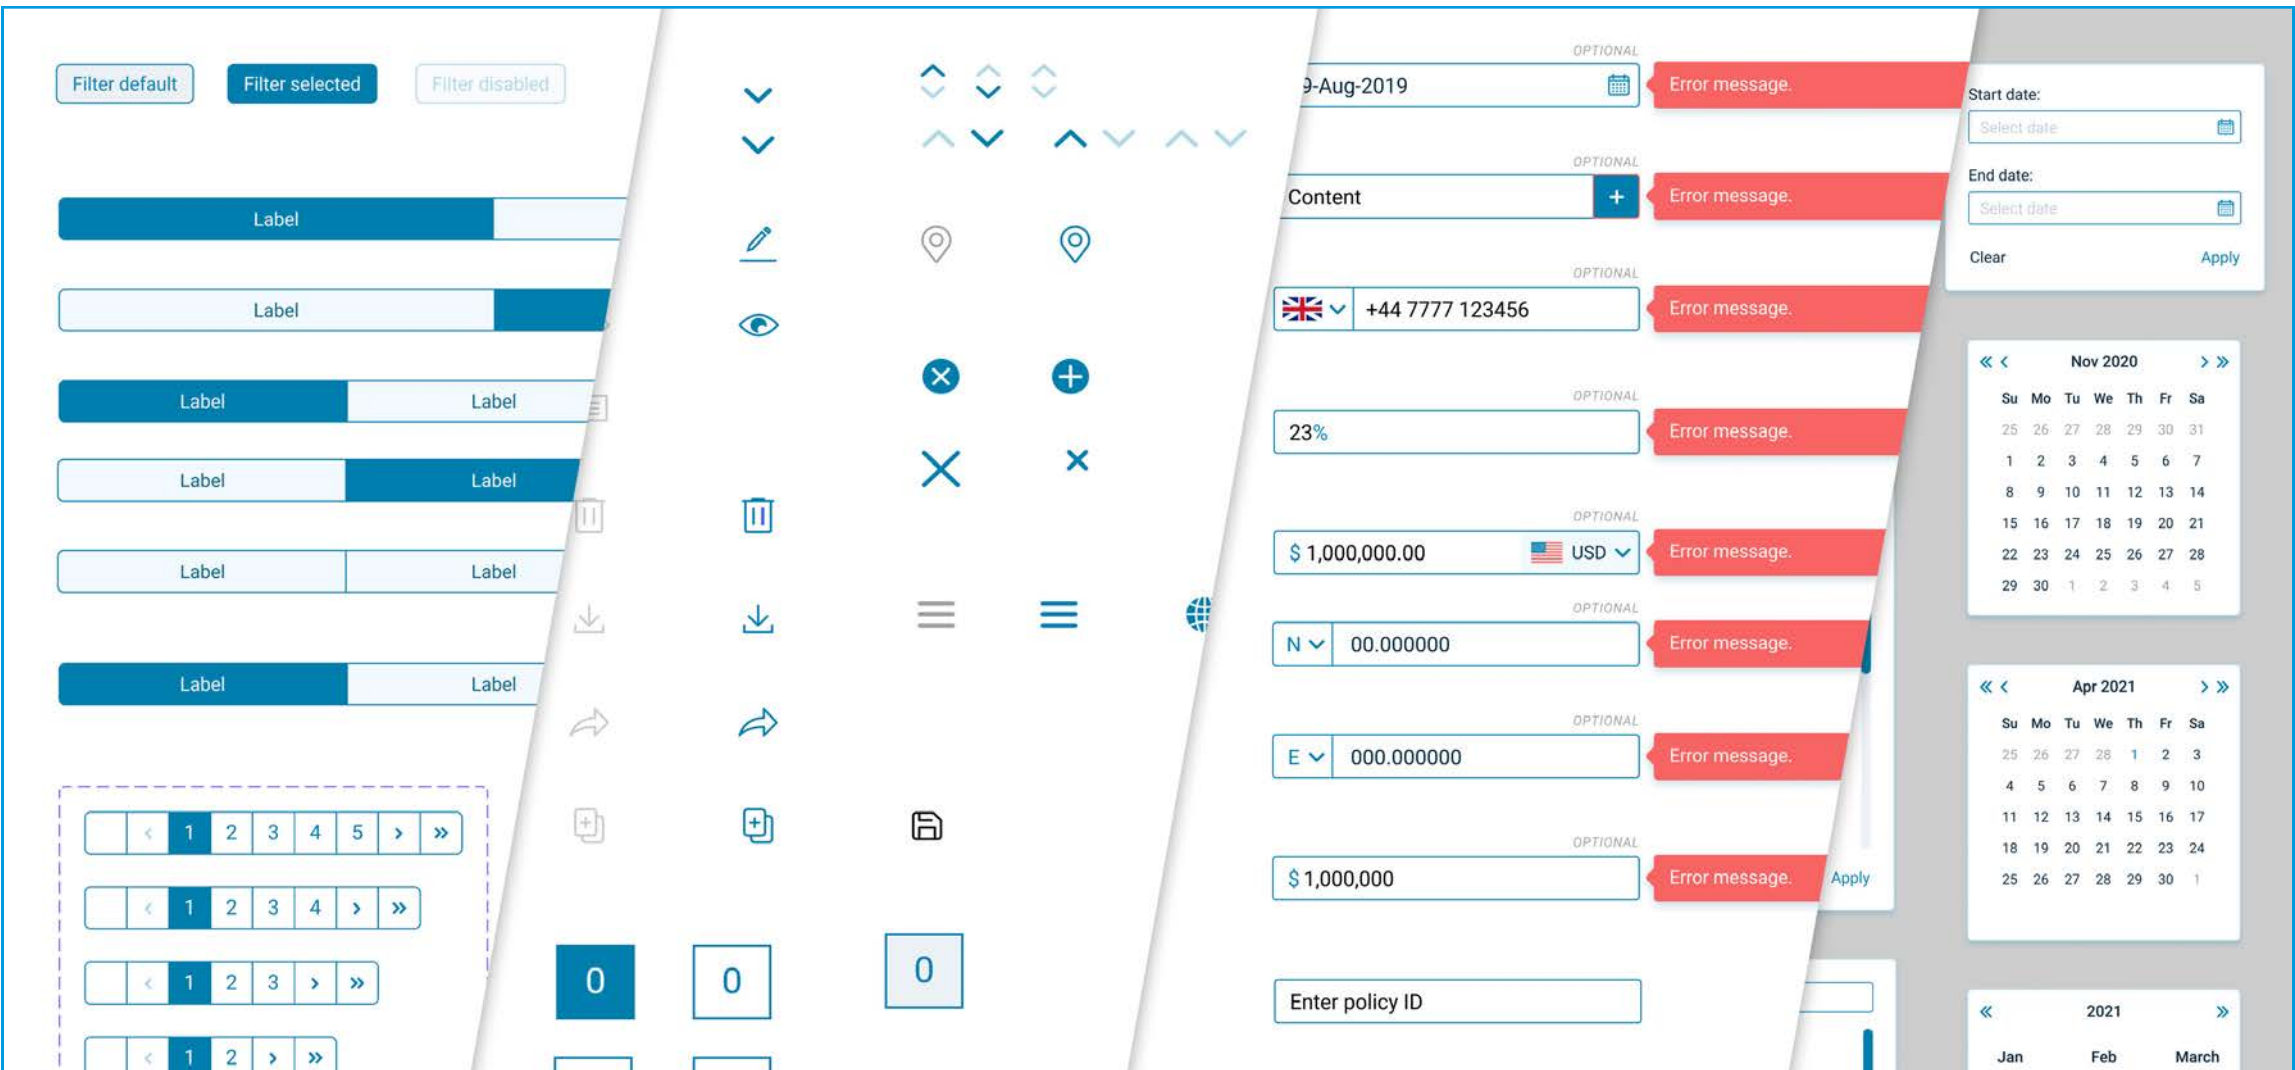 Filter default
Filter selected
Filter disabled
Label
Label
Label Label
Label Label
Label Label
Label Label
< 1 2 3 4 5 > »
< 1 2 3 4 > »
< 1 2 3 > »
< 1 2 > »
0
0
0
OPTIONAL
9-Aug-2019
Error message.
OPTIONAL
Content +
Error message.
OPTIONAL
+44 7777 123456
Error message.
OPTIONAL
23%
Error message.
OPTIONAL
$ 1,000,000.00 USD
Error message.
OPTIONAL
N 00.000000
Error message.
OPTIONAL
E 000.000000
Error message.
OPTIONAL
$ 1,000,000
Error message.
Enter policy ID
Apply
Start date:
Select date
End date:
Select date
Clear Apply
« < Nov 2020 > »
Su Mo Tu We Th Fr Sa
25 26 27 28 29 30 31
1 2 3 4 5 6 7
8 9 10 11 12 13 14
15 16 17 18 19 20 21
22 23 24 25 26 27 28
29 30 1 2 3 4 5
« < Apr 2021 > »
Su Mo Tu We Th Fr Sa
25 26 27 28 1 2 3
4 5 6 7 8 9 10
11 12 13 14 15 16 17
18 19 20 21 22 23 24
25 26 27 28 29 30 1
« 2021 »
Jan Feb March